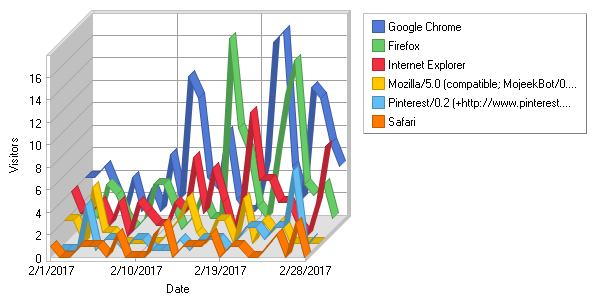 16
14
12
10
8
6
4
2
0
Visitors
2/1/2017
2/10/2017
2/19/2017
2/28/2017
Date
Google Chrome
Firefox
Internet Explorer
Mozilla/5.0 (compatible; MojeekBot/0....
Pinterest/0.2 (+http://www.pinterest....
Safari